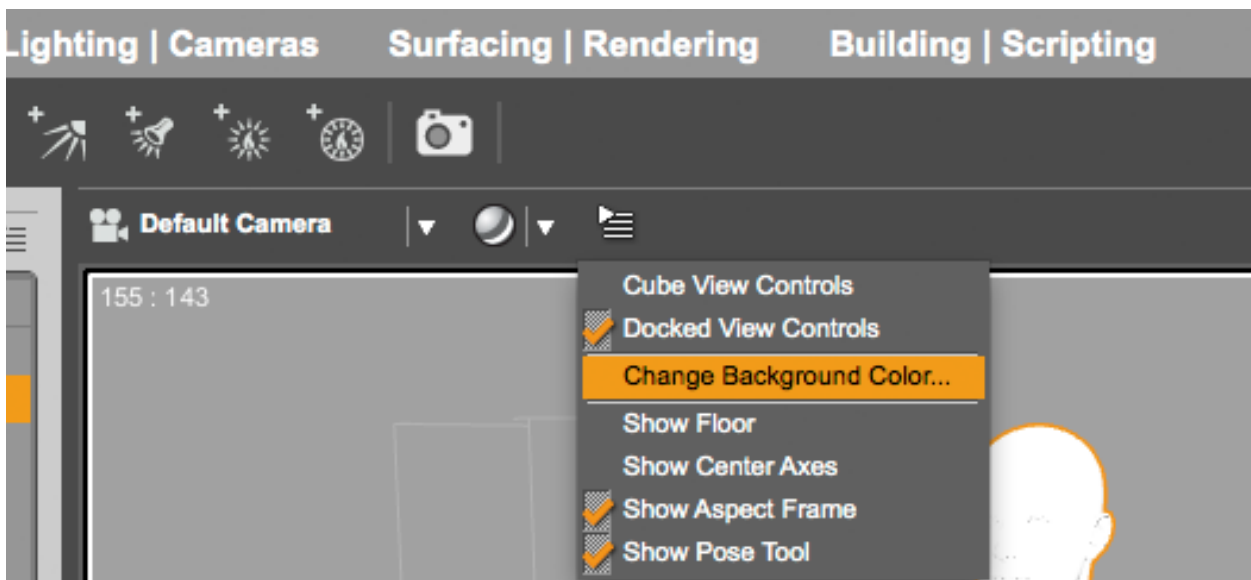 Lighting | Cameras Surfacing | Rendering Building | Scripting
Default Camera
155 : 143
Cube View Controls
Docked View Controls
Change Background Color...
Show Floor
Show Center Axes
Show Aspect Frame
Show Pose Tool